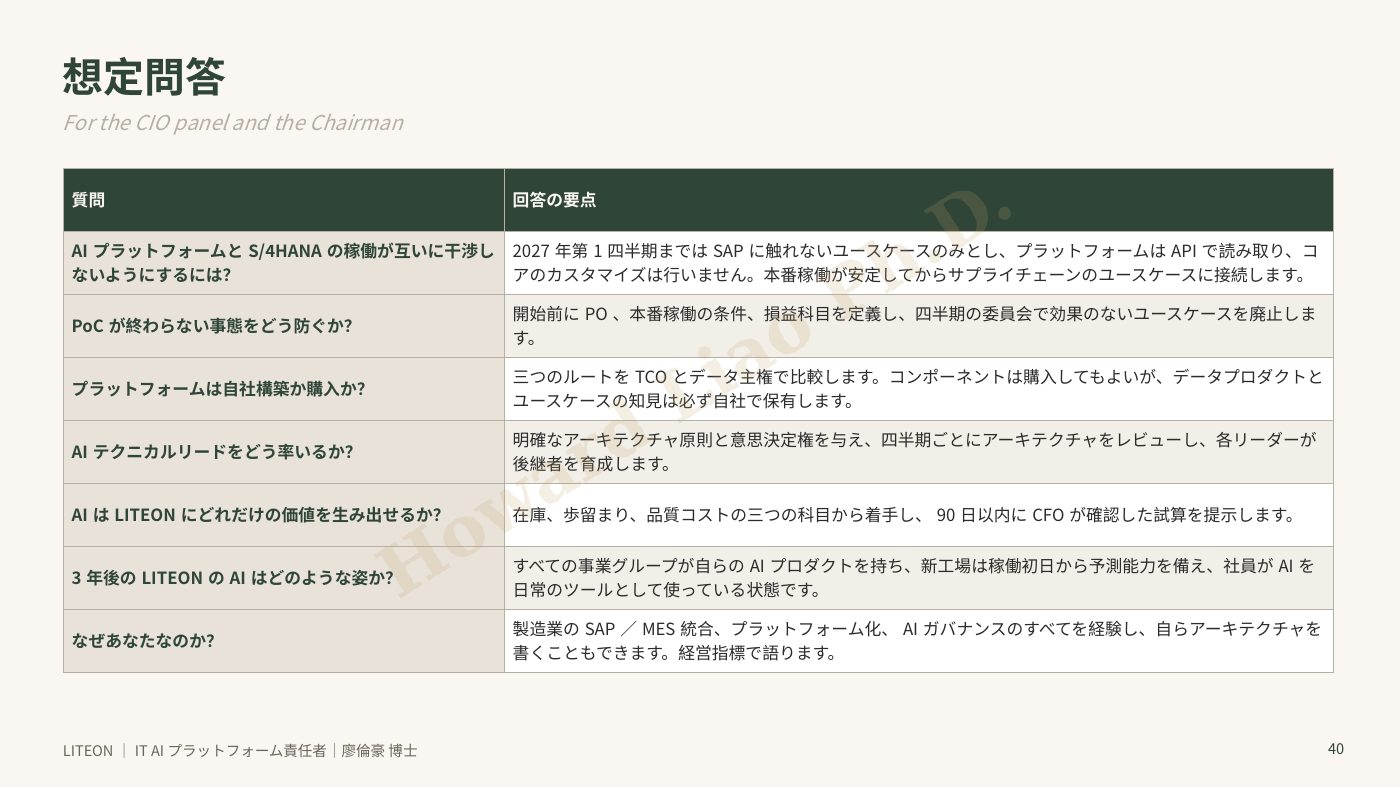 想定問答
For the CIO panel and the Chairman
質問
回答の要点
AI プラットフォームと S/4HANA の稼働が互いに干渉し
ないようにするには?
2027 年第 1 四半期までは SAP に触れないユースケースのみとし、プラットフォームは API で読み取り、コ
アのカスタマイズは行いません。本番稼働が安定してからサプライチェーンのユースケースに接続します。
PoC が終わらない事態をどう防ぐか?
開始前に PO 、本番稼働の条件、損益科目を定義し、四半期の委員会で効果のないユースケースを廃止しま
す。
プラットフォームは自社構築か購入か?
三つのルートを TCO とデータ主権で比較します。コンポーネントは購入してもよいが、データプロダクトと
ユースケースの知見は必ず自社で保有します。
AI テクニカルリードをどう率いるか?
明確なアーキテクチャ原則と意思決定権を与え、四半期ごとにアーキテクチャをレビューし、各リーダーが
後継者を育成します。
AI は LITEON にどれだけの価値を生み出せるか?
在庫、歩留まり、品質コストの三つの科目から着手し、 90 日以内に CFO が確認した試算を提示します。
3 年後の LITEON の AI はどのような姿か?
すべての事業グループが自らの AI プロダクトを持ち、新工場は稼働初日から予測能力を備え、社員が AI を
日常のツールとして使っている状態です。
なぜあなたなのか?
製造業の SAP ／ MES 統合、プラットフォーム化、 AI ガバナンスのすべてを経験し、自らアーキテクチャを
書くこともできます。経営指標で語ります。
Howard Liao Ph.D.
LITEON ｜ IT AI プラットフォーム責任者｜廖倫豪 博士
40